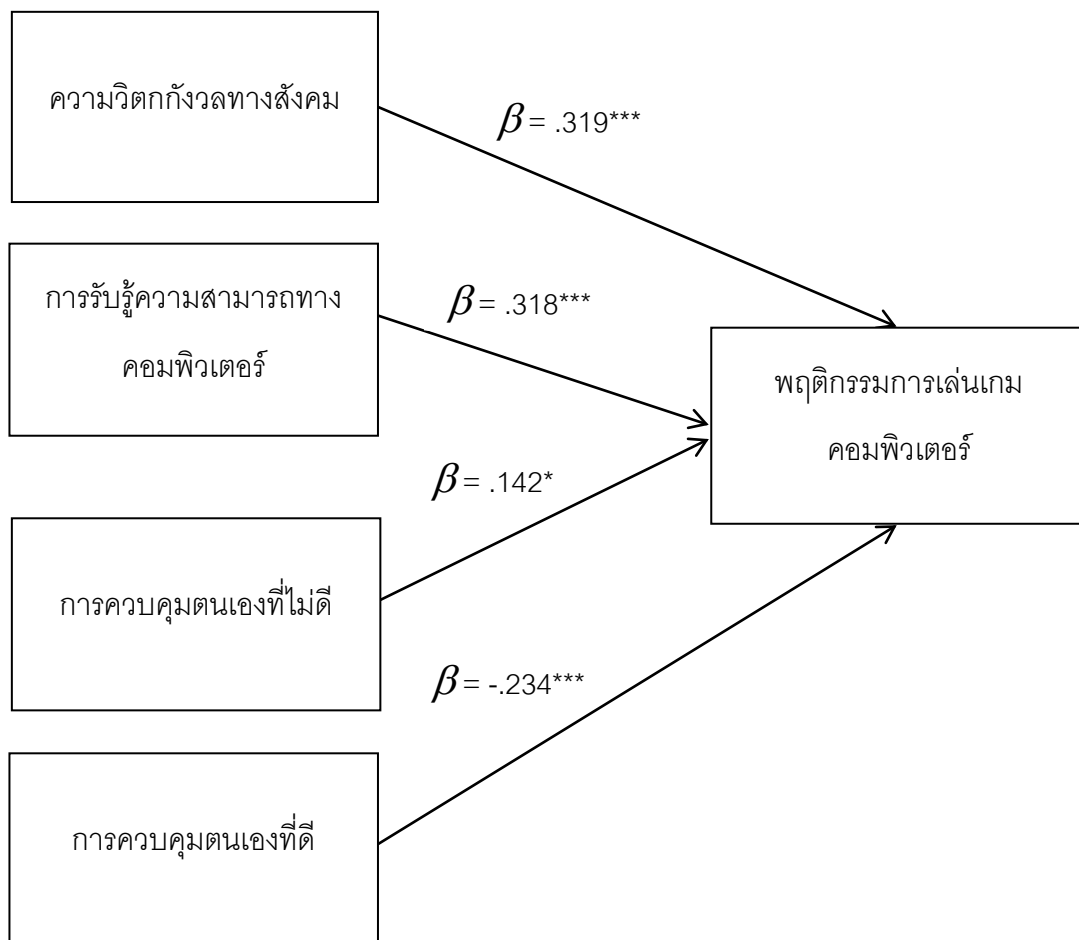 ความวิตกกังวลทางสังคม
β = .319***
การรับรู้ความสามารถทาง
คอมพิวเตอร์
β = .318***
พฤติกรรมการเล่นเกม
คอมพิวเตอร์
β = .142*
การควบคุมตนเองที่ไม่ดี
β = -.234***
การควบคุมตนเองที่ดี